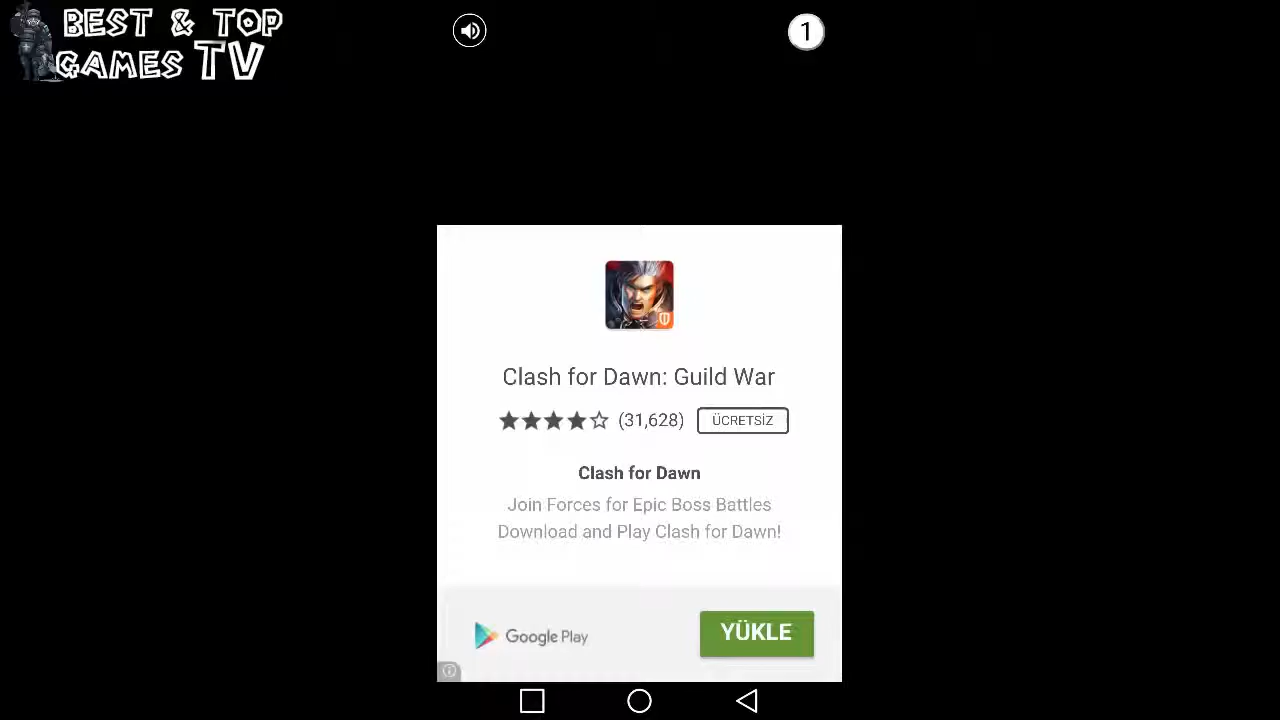 BEST & TOP
GAMES TV
1
Clash for Dawn: Guild War
(31,628) ÜCRETSİZ
Clash for Dawn
Join Forces for Epic Boss Battles
Download and Play Clash for Dawn!
Google Play
YÜKLE